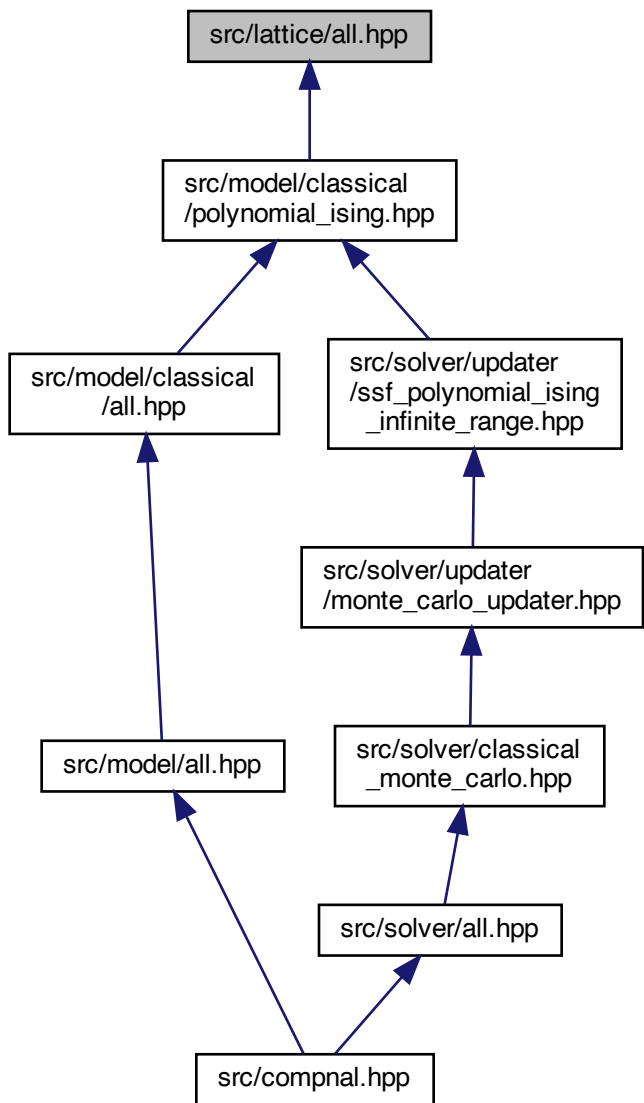 src/lattice/all.hpp
src/model/classical
/polynomial_ising.hpp
src/model/classical
/all.hpp
src/solver/updater
/ssf_polynomial_ising
_infinite_range.hpp
src/solver/updater
/monte_carlo_updater.hpp
src/model/all.hpp
src/solver/classical
_monte_carlo.hpp
src/solver/all.hpp
src/compnal.hpp